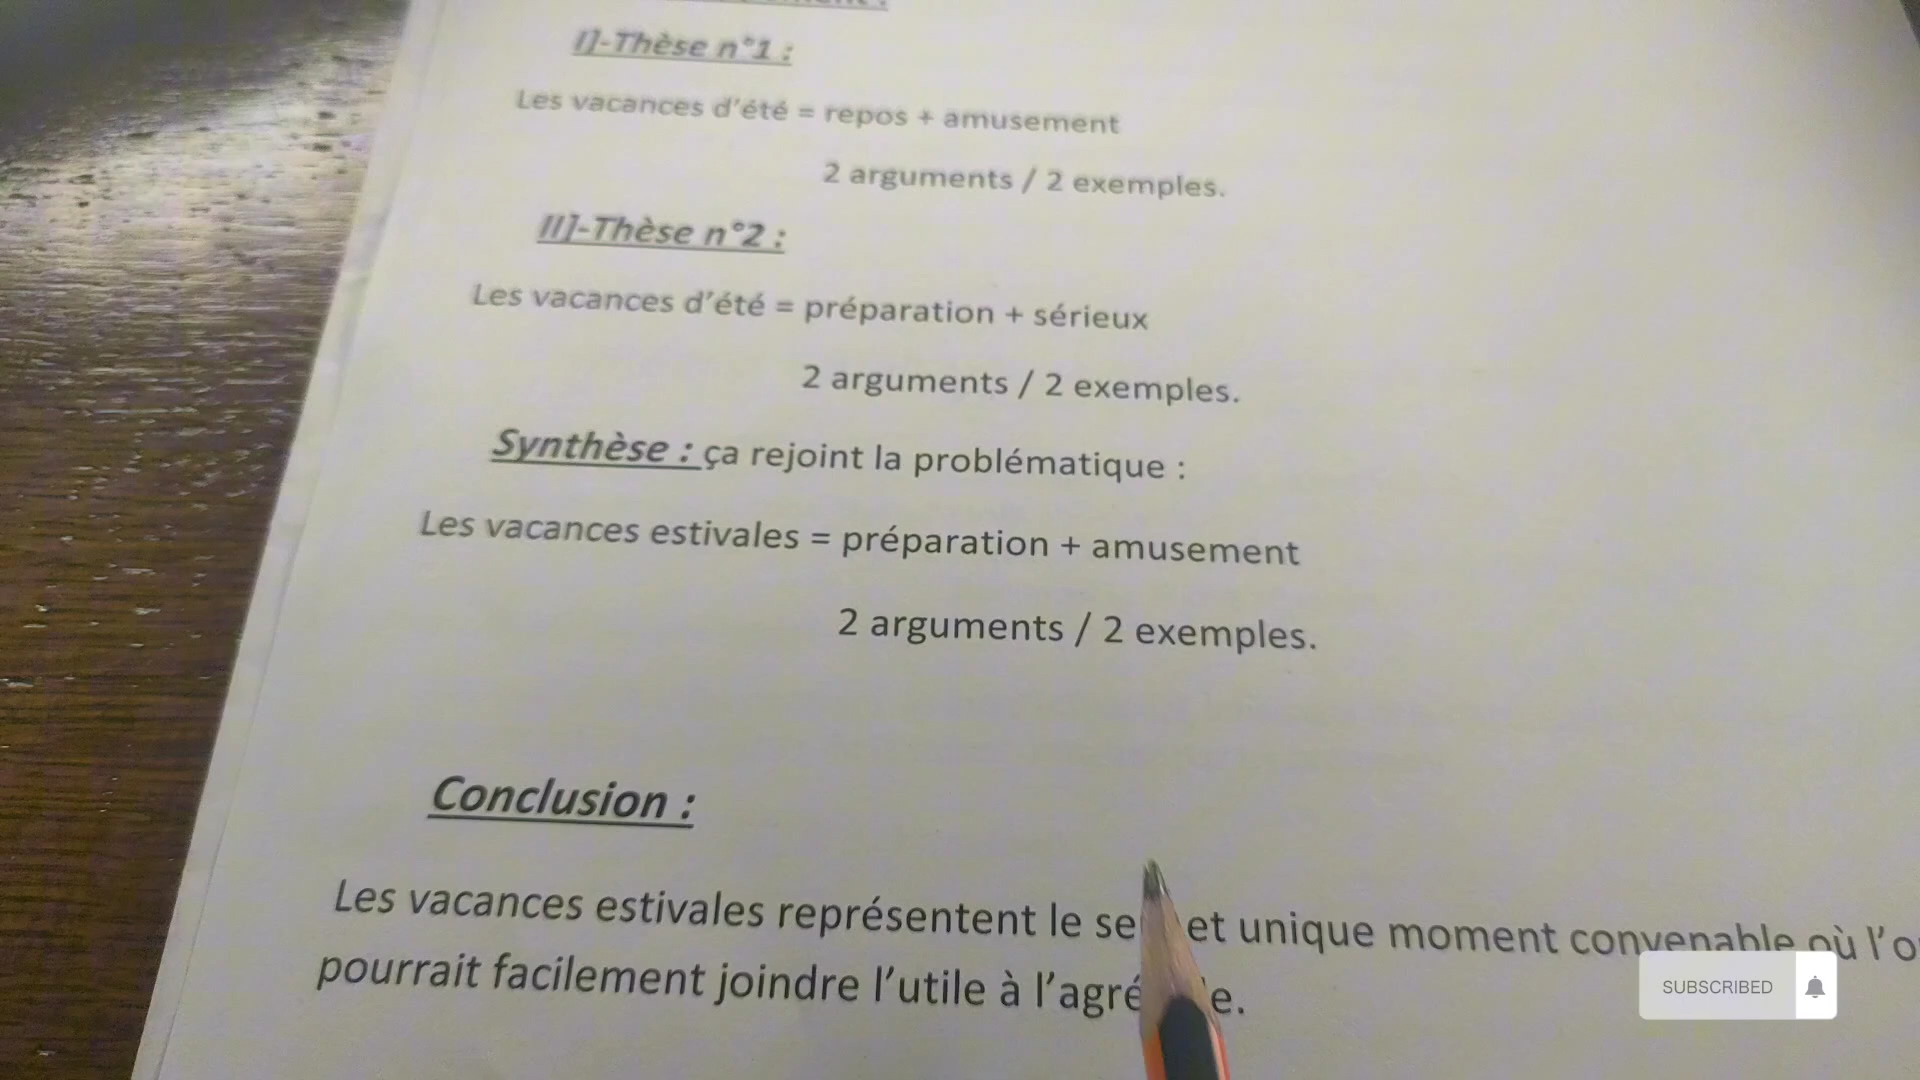 I]-Thèse n°1 :
Les vacances d'été = repos + amusement
2 arguments / 2 exemples.
II]-Thèse n°2 :
Les vacances d'été = préparation + sérieux
2 arguments / 2 exemples.
Synthèse : ça rejoint la problématique :
Les vacances estivales = préparation + amusement
2 arguments / 2 exemples.
Conclusion :
Les vacances estivales représentent le et unique moment convenable où
pourrait facilement joindre l'utile à
SUBSCRIBED